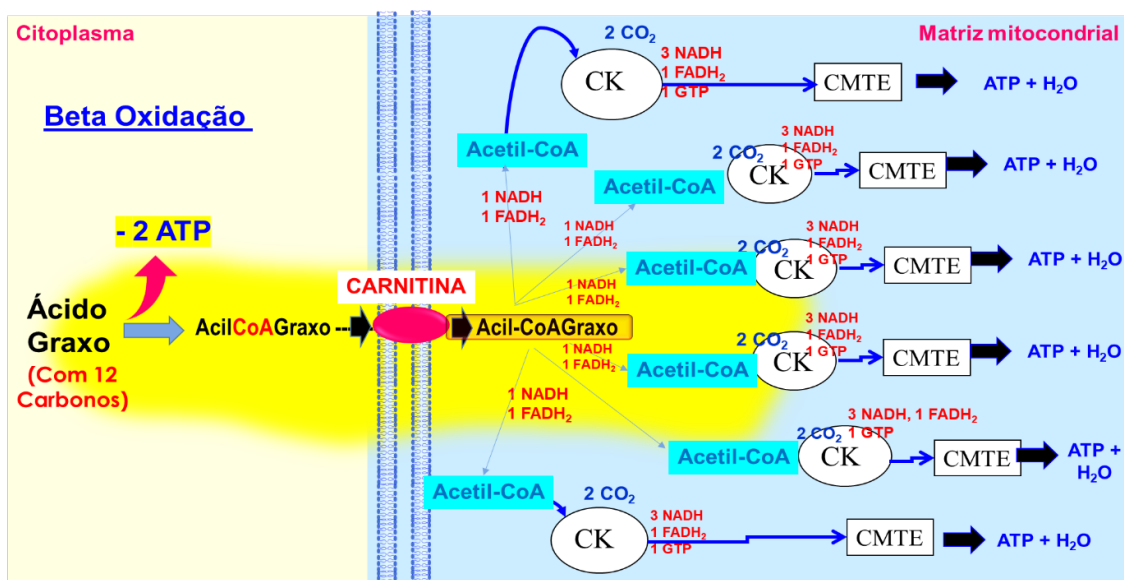 Citoplasma
Beta Oxidação
- 2 ATP
Ácido
Graxo
(Com 12
Carbonos)
AcilCoAGraxo
CARNITINA
Acil-CoAGraxo
Matriz mitocondrial
1 NADH
1 FADH₂
Acetil-CoA
2 CO₂
CK
3 NADH
1 FADH₂
1 GTP
CMTE
ATP + H₂O
1 NADH
1 FADH₂
Acetil-CoA
2 CO₂
CK
3 NADH
1 FADH₂
1 GTP
CMTE
ATP + H₂O
1 NADH
1 FADH₂
Acetil-CoA
2 CO₂
CK
3 NADH
1 FADH₂
1 GTP
CMTE
ATP + H₂O
1 NADH
1 FADH₂
Acetil-CoA
2 CO₂
CK
3 NADH
1 FADH₂
1 GTP
CMTE
ATP + H₂O
Acetil-CoA
2 CO₂
CK
3 NADH, 1 FADH₂
1 GTP
CMTE
ATP +
H₂O
1 NADH
1 FADH₂
Acetil-CoA
2 CO₂
CK
3 NADH
1 FADH₂
1 GTP
CMTE
ATP + H₂O